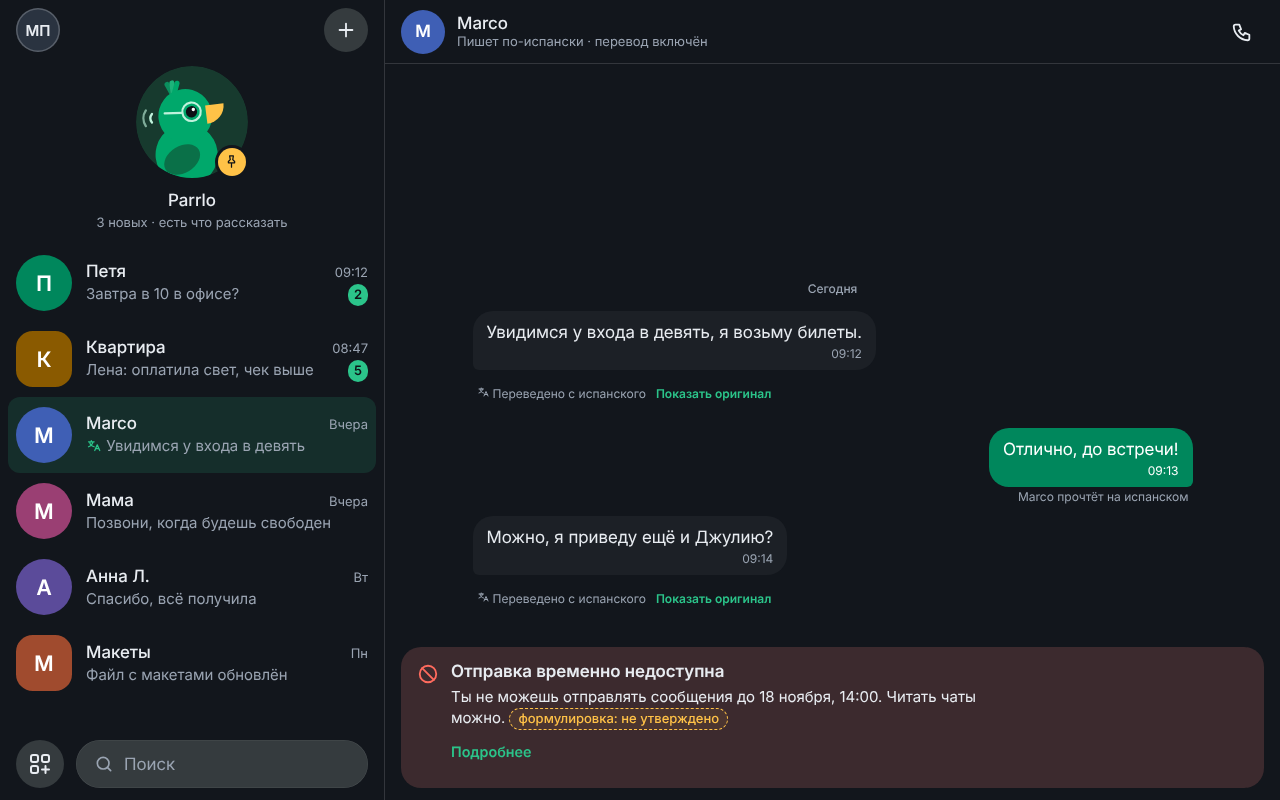 МП
Parrlo
3 новых · есть что рассказать
П
Петя
09:12
Завтра в 10 в офисе?
2
К
Квартира
08:47
Лена: оплатила свет, чек выше
5
M
Marco
Вчера
Увидимся у входа в девять
М
Мама
Вчера
Позвони, когда будешь свободен
А
Анна Л.
Вт
Спасибо, всё получила
М
Макеты
Пн
Файл с макетами обновлён
Поиск
M
Marco
Пишет по-испански · перевод включён
Сегодня
Увидимся у входа в девять, я возьму билеты.
09:12
Переведено с испанского Показать оригинал
Отлично, до встречи!
09:13
Marco прочтёт на испанском
Можно, я приведу ещё и Джулию?
09:14
Переведено с испанского Показать оригинал
Отправка временно недоступна
Ты не можешь отправлять сообщения до 18 ноября, 14:00. Читать чаты
можно. формулировка: не утверждено
Подробнее